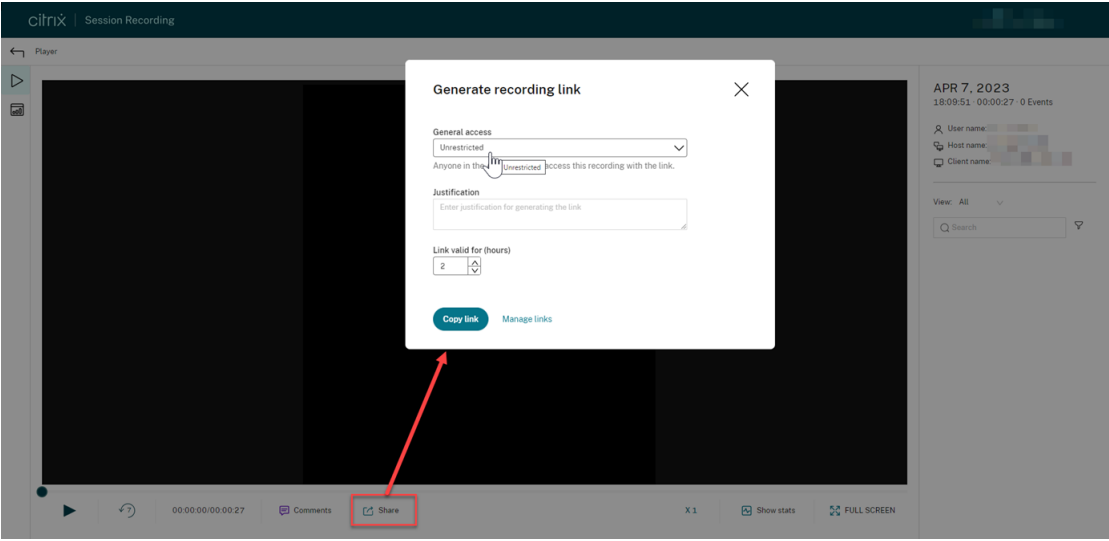 citrix | Session Recording
Player
Generate recording link
General access
Unrestricted
Anyone in the access this recording with the link.
Unrestricted
Justification
Enter justification for generating the link
Link valid for (hours)
2
Copy link Manage links
APR 7, 2023
18:09:51 · 00:00:27 · 0 Events
User name:
Host name:
Client name:
View: All
Search
00:00:00/00:00:27 Comments Share X 1 Show stats FULL SCREEN